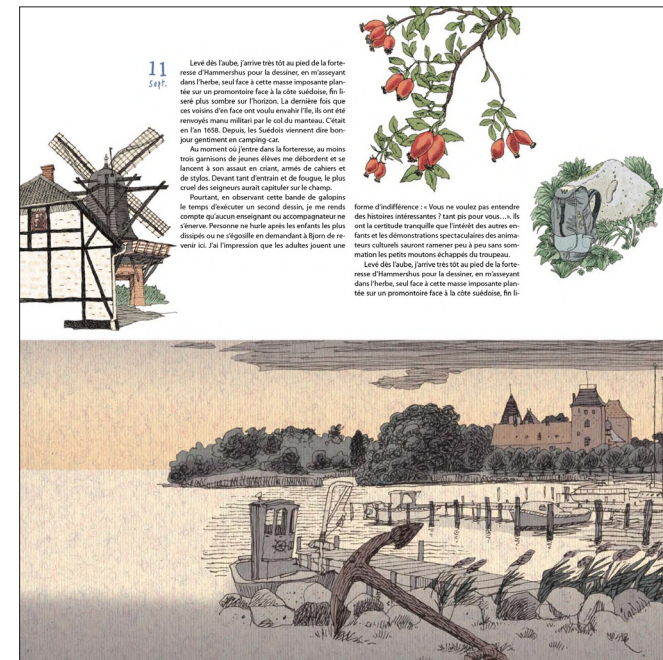 11
Sept.
Levé dès l'aube, j'arrive très tôt au pied de la forte-
resse d'Hammershus pour la dessiner, en m'asseyant
dans l'herbe, seul face à cette masse imposante plan-
tée sur un promontoire face à la côte suédoise, fin li-
seré plus sombre sur l'horizon. La dernière fois que
ces voisins d'en face ont voulu envahir l'île, ils ont été
renvoyés manu militari par le col du manteau. C'était
en l'an 1658. Depuis, les Suédois viennent dire bon-
jour gentiment en camping-car.
Au moment où j'entre dans la forteresse, au moins
trois garnisons de jeunes élèves me débordent et se
lancent à son assaut en criant, armés de cahiers et
de stylos. Devant tant d'entrain et de fougue, le plus
cruel des seigneurs aurait capituler sur le champ.
Pourtant, en observant cette bande de galopins
le temps d'exécuter un second dessin, je me rends
compte qu'aucun enseignant ou accompagnateur ne
s'énerve. Personne ne hurle après les enfants les plus
dissipés ou ne s'égosille en demandant à Bjorn de re-
venir ici. J'ai l'impression que les adultes jouent une
forme d'indifférence : « Vous ne voulez pas entendre
des histoires intéressantes ? tant pis pour vous…». Ils
ont la certitude tranquille que l'intérêt des autres en-
fants et les démonstrations spectaculaires des anima-
teurs culturels sauront ramener peu à peu sans som-
mation les petits moutons échappés du troupeau.
Levé dès l'aube, j'arrive très tôt au pied de la forte-
resse d'Hammershus pour la dessiner, en m'asseyant
dans l'herbe, seul face à cette masse imposante plan-
tée sur un promontoire face à la côte suédoise, fin li-